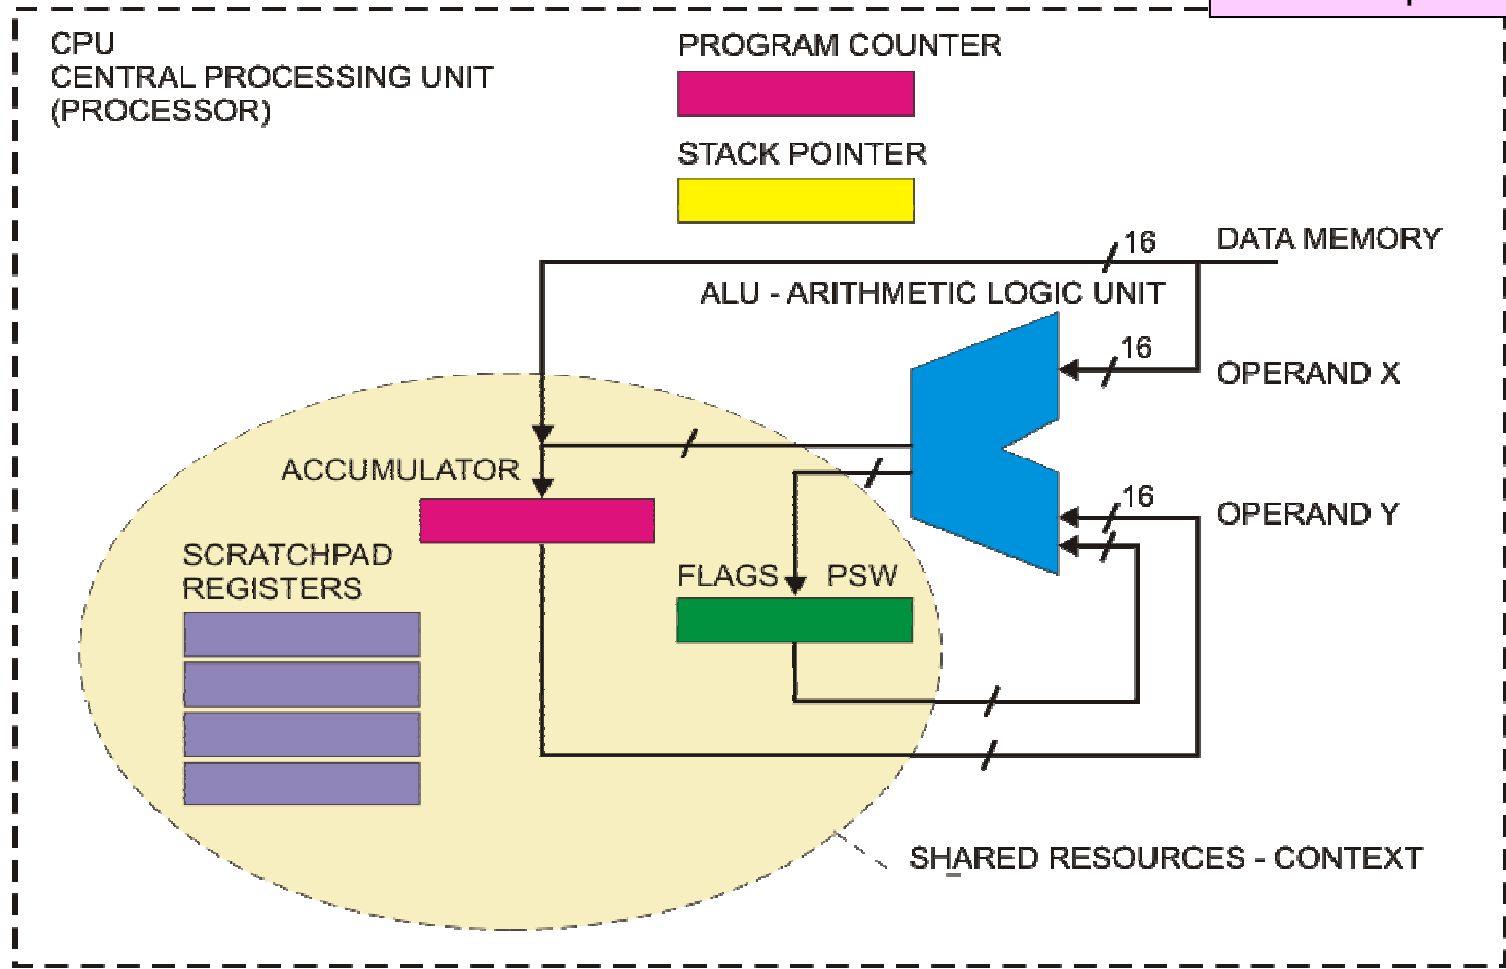 CPU
CENTRAL PROCESSING UNIT
(PROCESSOR)
PROGRAM COUNTER
STACK POINTER
16
DATA MEMORY
ALU - ARITHMETIC LOGIC UNIT
16
OPERAND X
ACCUMULATOR
16
OPERAND Y
SCRATCHPAD
REGISTERS
FLAGS PSW
SHARED RESOURCES - CONTEXT